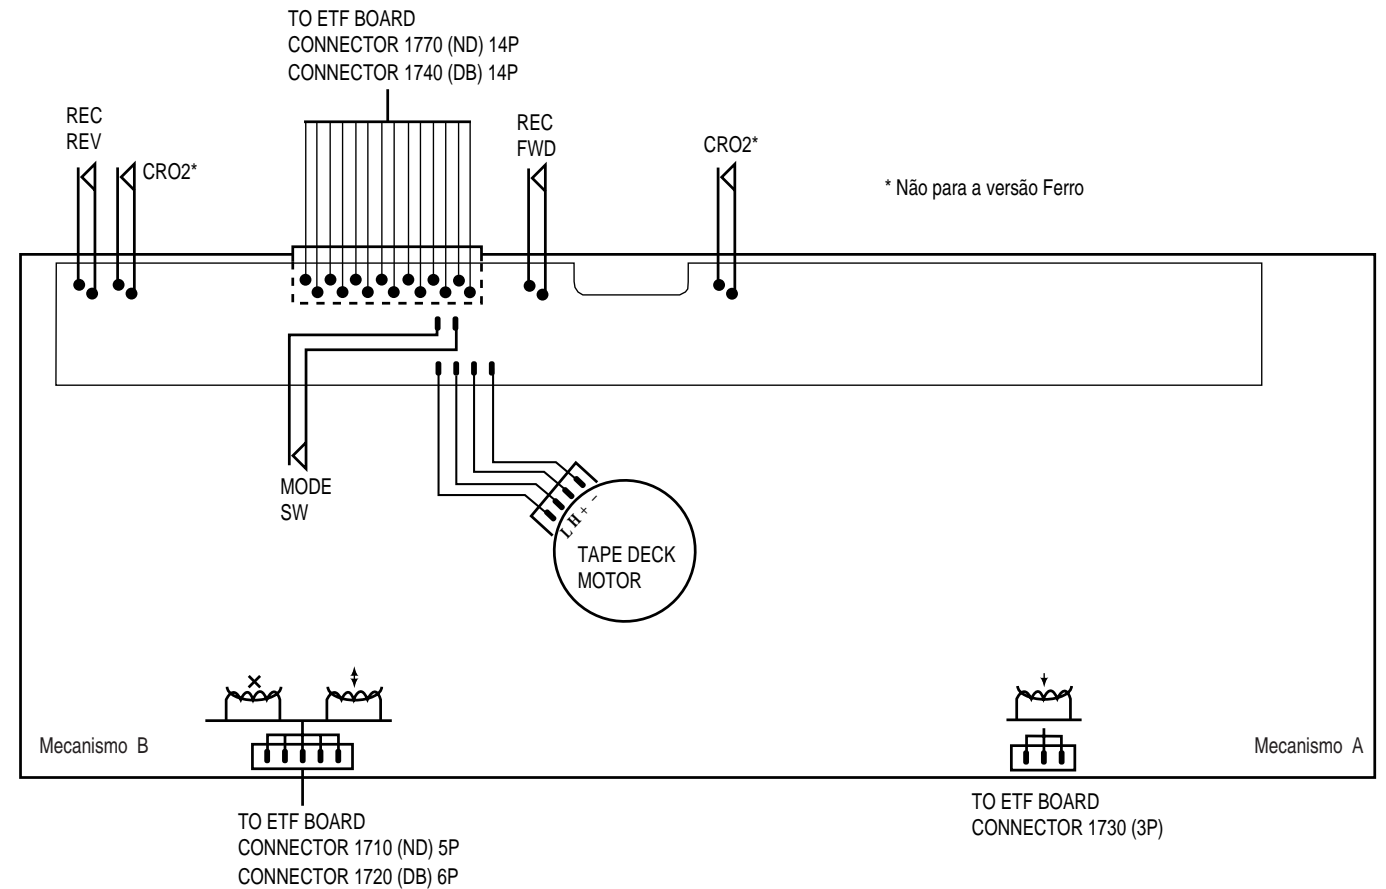 TO ETF BOARD
CONNECTOR 1770 (ND) 14P
CONNECTOR 1740 (DB) 14P
REC
REV
CRO2*
REC
FWD
CRO2*
* Não para a versão Ferro
MODE
SW
L H + -
TAPE DECK
MOTOR
Mecanismo B
Mecanismo A
TO ETF BOARD
CONNECTOR 1710 (ND) 5P
CONNECTOR 1720 (DB) 6P
TO ETF BOARD
CONNECTOR 1730 (3P)